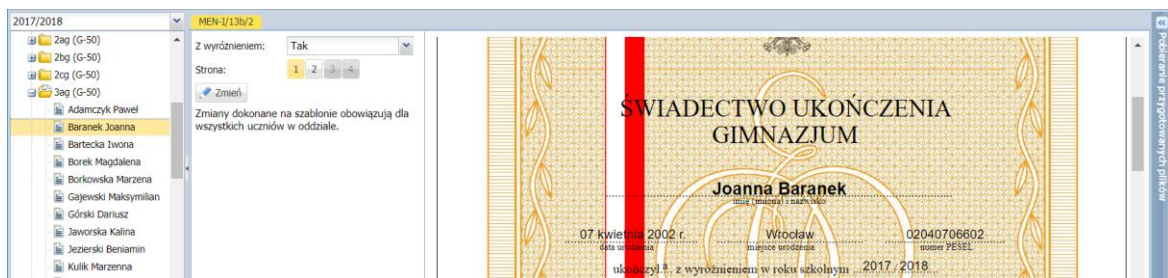 2017/2018
2ag (G-50)
2bg (G-50)
2cg (G-50)
3ag (G-50)
Adamczyk Paweł
Baranek Joanna
Bartecka Iwona
Borek Magdalena
Borkowska Marzena
Gajewski Maksymilian
Górski Dariusz
Jaworska Kalina
Jezierski Beniamin
Kulik Marzenna
MEN-I/13b/2
Z wyróżnieniem: Tak
Strona: 1 2 3 4
Zmień
Zmiany dokonane na szablonie obowiązują dla
wszystkich uczniów w oddziale.
ŚWIADECTWO UKOŃCZENIA
GIMNAZJUM
Joanna Baranek
imię (imiona) i nazwisko
07 kwietnia 2002 r. Wrocław 02040706602
data urodzenia miejsce urodzenia numer PESEL
ukończył a z wyróżnieniem w roku szkolnym 2017 / 2018
Pobieranie przygotowanych plików